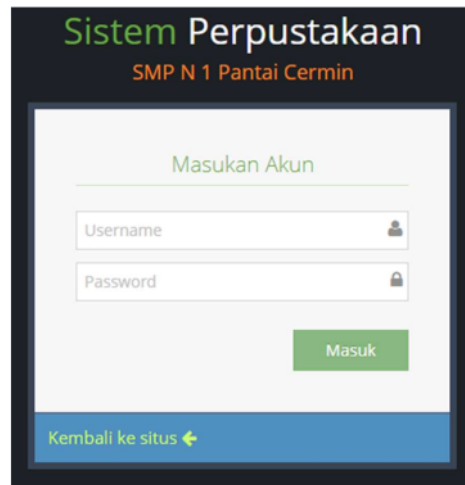 Sistem Perpustakaan
SMP N 1 Pantai Cermin
Masukan Akun
Username
Password
Masuk
Kembali ke situs